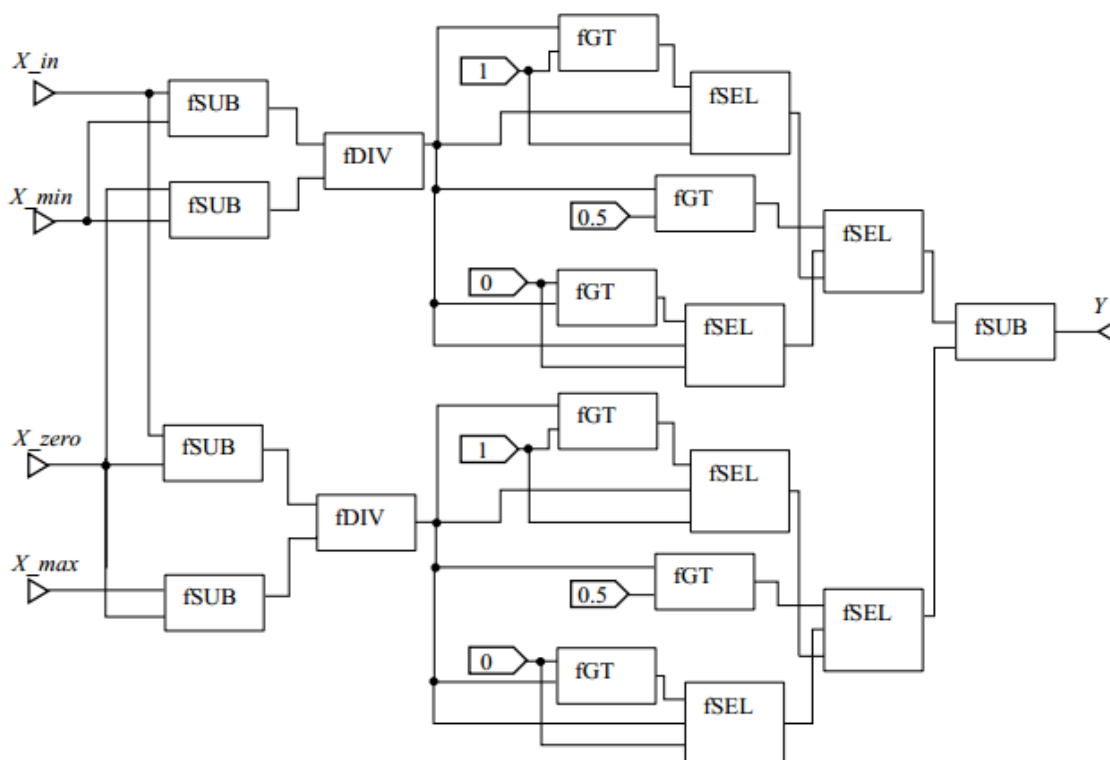 X_in
X_min
X_zero
X_max
fSUB
fSUB
fDIV
fGT
1
fSEL
fGT
0.5
fSEL
0
fGT
fSEL
fSUB
Y
fSUB
fSUB
fDIV
fGT
1
fSEL
fGT
0.5
fSEL
0
fGT
fSEL